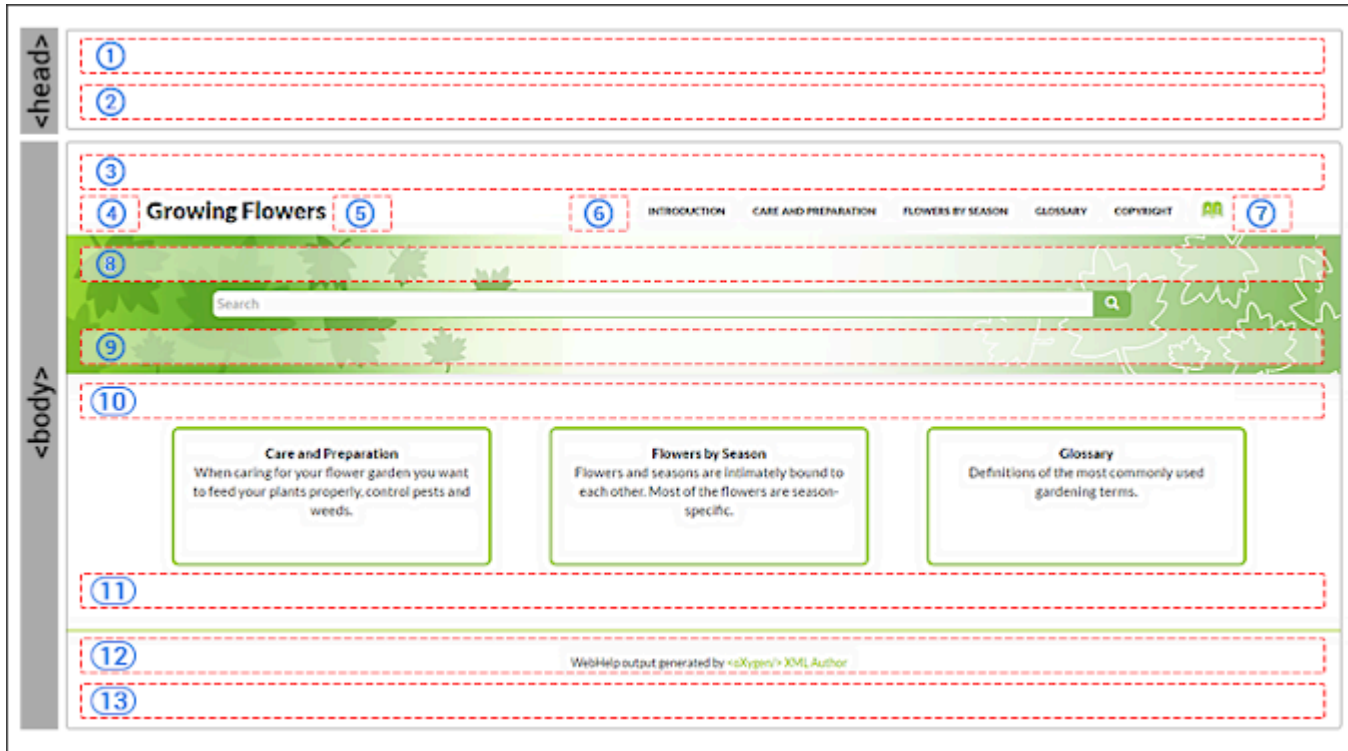 <head>
1
2
<body>
3
4 Growing Flowers 5 6 INTRODUCTION CARE AND PREPARATION FLOWERS BY SEASON GLOSSARY COPYRIGHT 7
8
Search
9
10
Care and Preparation
When caring for your flower garden you want
to feed your plants properly, control pests and
weeds.
Flowers by Season
Flowers and seasons are intimately bound to
each other. Most of the flowers are season-
specific.
Glossary
Definitions of the most commonly used
gardening terms.
11
12
WebHelp output generated by <oXygen/> XML Author
13